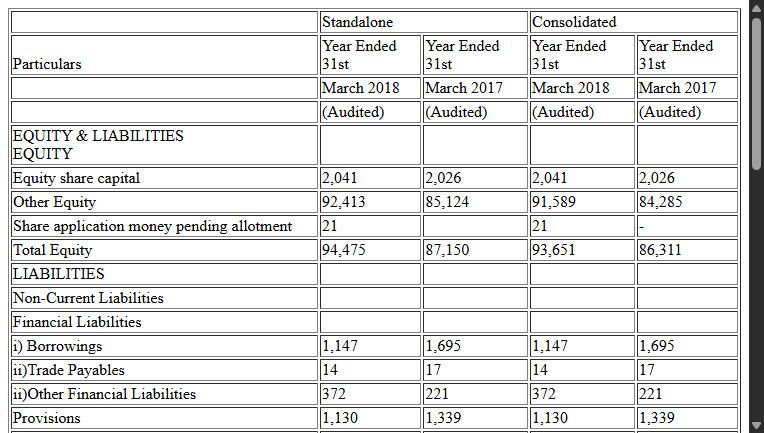 Standalone Consolidated
Particulars Year Ended 31st Year Ended 31st Year Ended 31st Year Ended 31st
March 2018 March 2017 March 2018 March 2017
(Audited) (Audited) (Audited) (Audited)
EQUITY & LIABILITIES
EQUITY
Equity share capital 2,041 2,026 2,041 2,026
Other Equity 92,413 85,124 91,589 84,285
Share application money pending allotment 21 21 -
Total Equity 94,475 87,150 93,651 86,311
LIABILITIES
Non-Current Liabilities
Financial Liabilities
i) Borrowings 1,147 1,695 1,147 1,695
ii)Trade Payables 14 17 14 17
ii)Other Financial Liabilities 372 221 372 221
Provisions 1,130 1,339 1,130 1,339